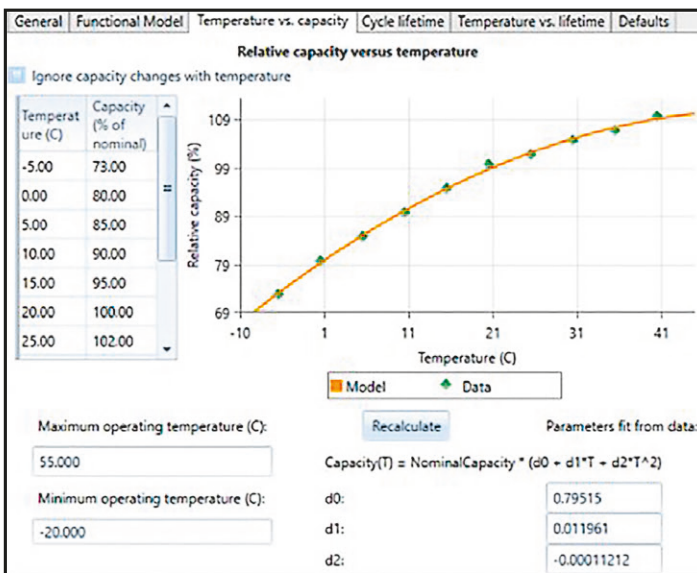 General Functional Model Temperature vs. capacity Cycle lifetime Temperature vs. lifetime Defaults
Relative capacity versus temperature
Ignore capacity changes with temperature
Temperat
ure (C)
Capacity
(% of
nominal)
-5.00 73.00
0.00 80.00
5.00 85.00
10.00 90.00
15.00 95.00
20.00 100.00
25.00 102.00
Relative capacity (%)
109
99
89
79
69
-10 1 11 21 31 41
Temperature (C)
Model Data
Maximum operating temperature (C):
55.000
Minimum operating temperature (C):
-20.000
Recalculate
Parameters fit from data:
Capacity(T) = NominalCapacity * (d0 + d1*T + d2*T^2)
d0: 0.79515
d1: 0.011961
d2: -0.00011212